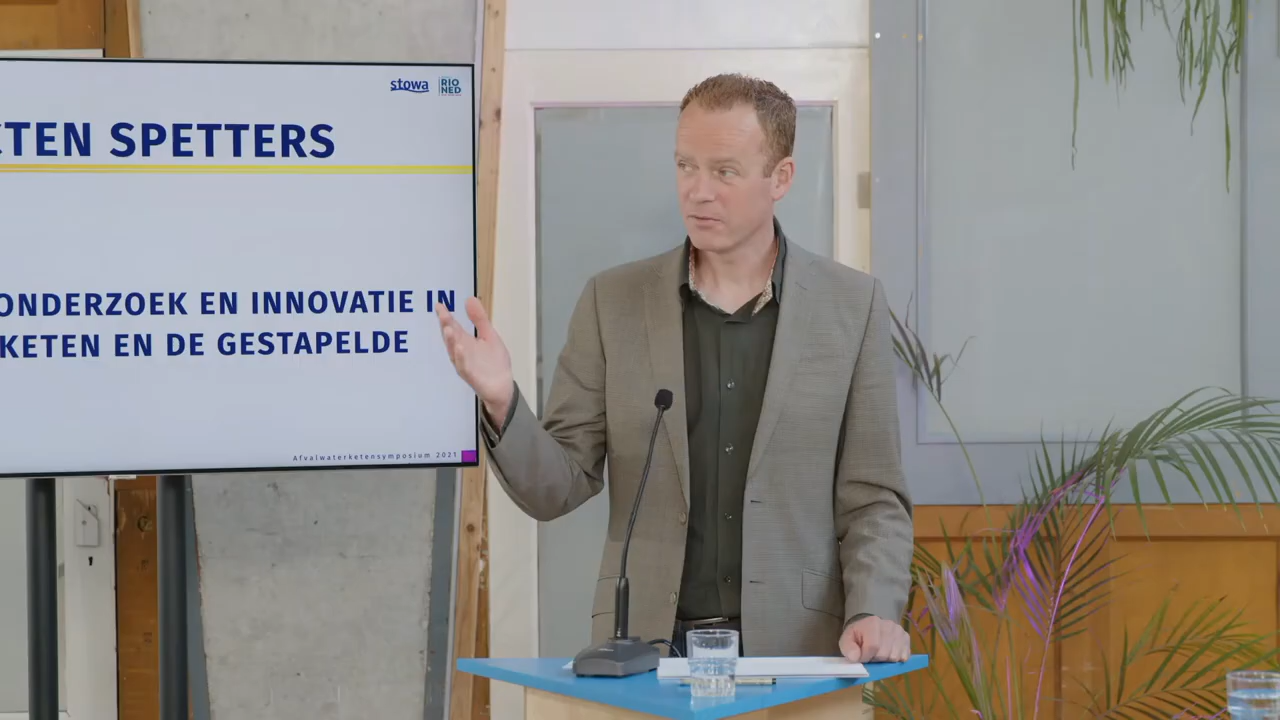 stowa
RIO
NED
TEN SPETTERS
ONDERZOEK EN INNOVATIE IN
KETEN EN DE GESTAPELDE
Afvalwaterketensymposium 2021